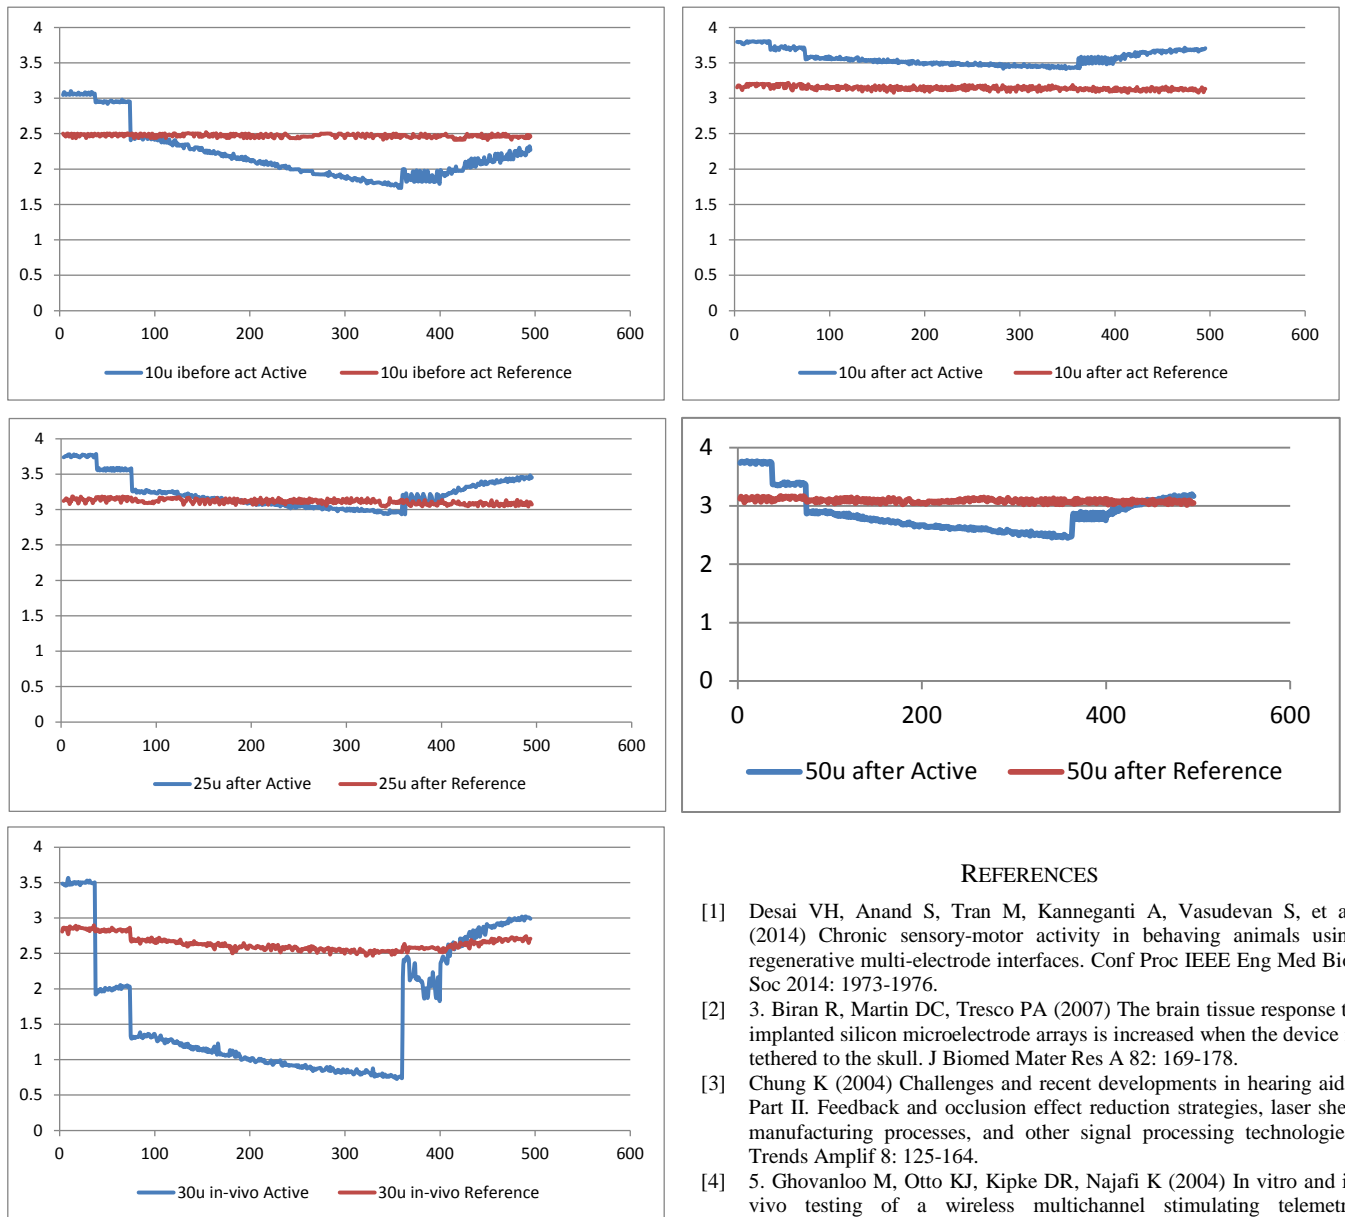 4
3.5
3
2.5
2
1.5
1
0.5
0
0 100 200 300 400 500 600
10u ibefore act Active 10u ibefore act Reference
4
3.5
3
2.5
2
1.5
1
0.5
0
0 100 200 300 400 500 600
10u after act Active 10u after act Reference
4
3.5
3
2.5
2
1.5
1
0.5
0
0 100 200 300 400 500 600
25u after Active 25u after Reference
4
3
2
1
0
0 200 400 600
50u after Active 50u after Reference
4
3.5
3
2.5
2
1.5
1
0.5
0
0 100 200 300 400 500 600
30u in-vivo Active 30u in-vivo Reference
REFERENCES
[1] Desai VH, Anand S, Tran M, Kanneganti A, Vasudevan S, et a
(2014) Chronic sensory-motor activity in behaving animals usin
regenerative multi-electrode interfaces. Conf Proc IEEE Eng Med Bio
Soc 2014: 1973-1976.
[2] 3. Biran R, Martin DC, Tresco PA (2007) The brain tissue response t
implanted silicon microelectrode arrays is increased when the device
tethered to the skull. J Biomed Mater Res A 82: 169-178.
[3] Chung K (2004) Challenges and recent developments in hearing aid
Part II. Feedback and occlusion effect reduction strategies, laser she
manufacturing processes, and other signal processing technologie
Trends Amplif 8: 125-164.
[4] 5. Ghovanloo M, Otto KJ, Kipke DR, Najafi K (2004) In vitro and i
vivo testing of a wireless multichannel stimulating telemetr